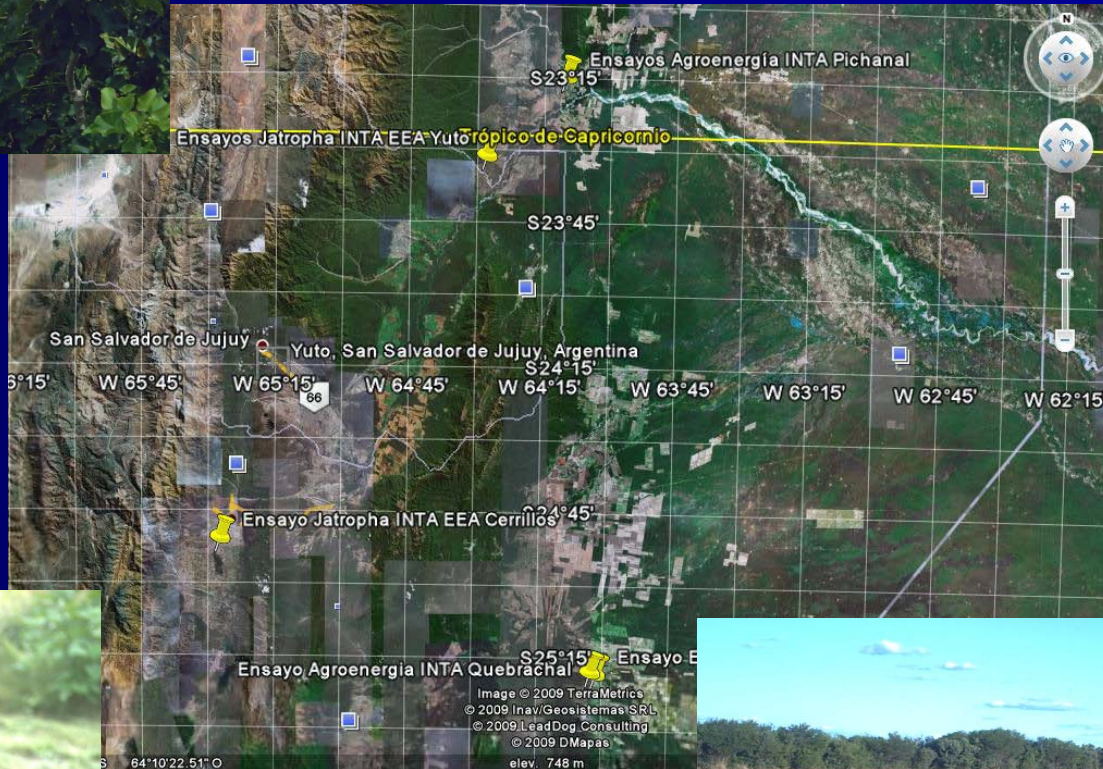 N
Ensayos Agroenergía INTA Pichanal
S23°15'
Ensayos Jatropha INTA EEA Yuto
Trópico de Capricornio
S23°45'
San Salvador de Jujuy
Yuto, San Salvador de Jujuy, Argentina
S24°15'
6°15' W 65°45' W 65°15' W 64°45' W 64°15' W 63°45' W 63°15' W 62°45' W 62°15'
66
Ensayo Jatropha INTA EEA Cerrillos
S24°45'
S25°15'
Ensayo Agroenergia INTA Quebrachal
Ensayo E
Image © 2009 TerraMetrics
© 2009 Inav/Geosistemas SRL
© 2009 LeadDog Consulting
© 2009 DMapas
S 64°10'22.51" O
elev. 748 m